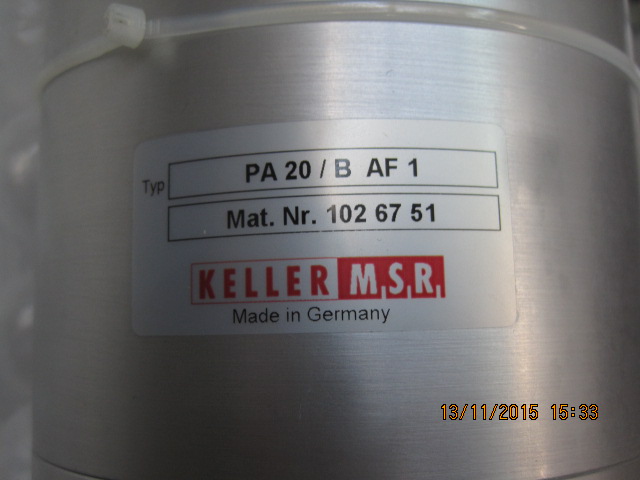 Typ PA 20 / B AF 1
Mat. Nr. 102 67 51
KELLER M.S.R.
Made in Germany
13/11/2015 15:33